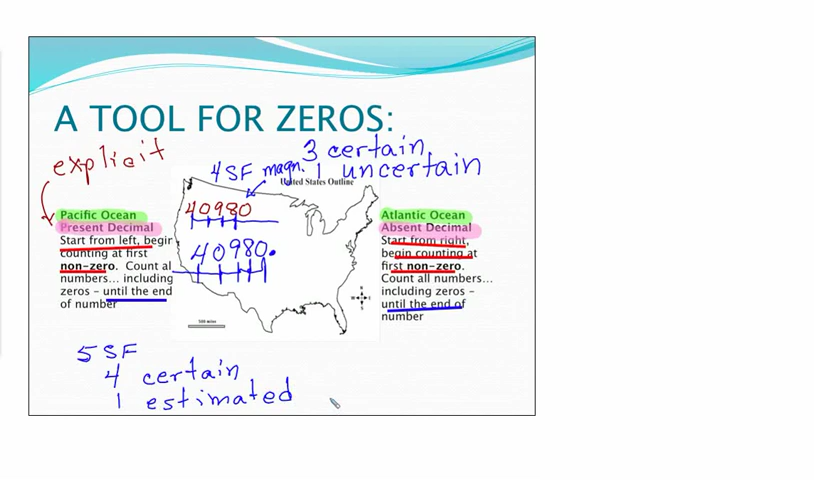 A TOOL FOR ZEROS:
explicit
3 certain,
4 SF magn. 1 uncertain
United States Outline
40980
40980.
Pacific Ocean
Present Decimal
Start from left, begin
counting at first
non-zero. Count al
numbers... including
zeros – until the end
of number
Atlantic Ocean
Absent Decimal
Start from right,
begin counting at
first non-zero.
Count all numbers...
including zeros –
until the end of
number
500 miles
5 SF
4 certain
1 estimated